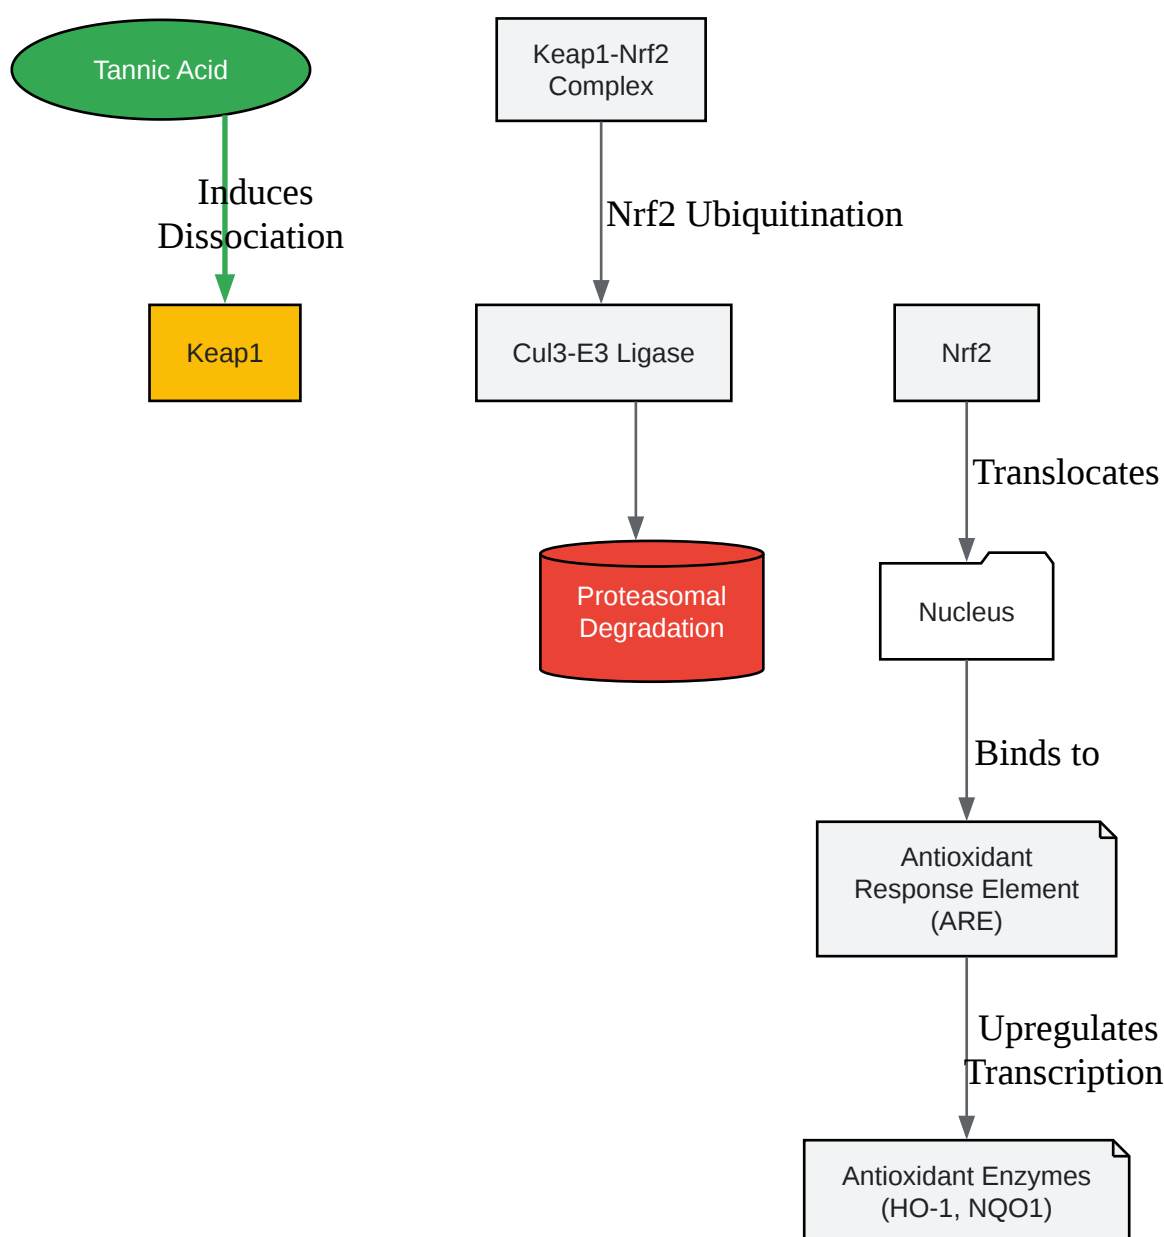 Tannic Acid
Keap1-Nrf2
Complex
Induces
Dissociation
Nrf2 Ubiquitination
Keap1
Cul3-E3 Ligase
Nrf2
Translocates
Proteasomal
Degradation
Nucleus
Binds to
Antioxidant
Response Element
(ARE)
Upregulates
Transcription
Antioxidant Enzymes
(HO-1, NQO1)